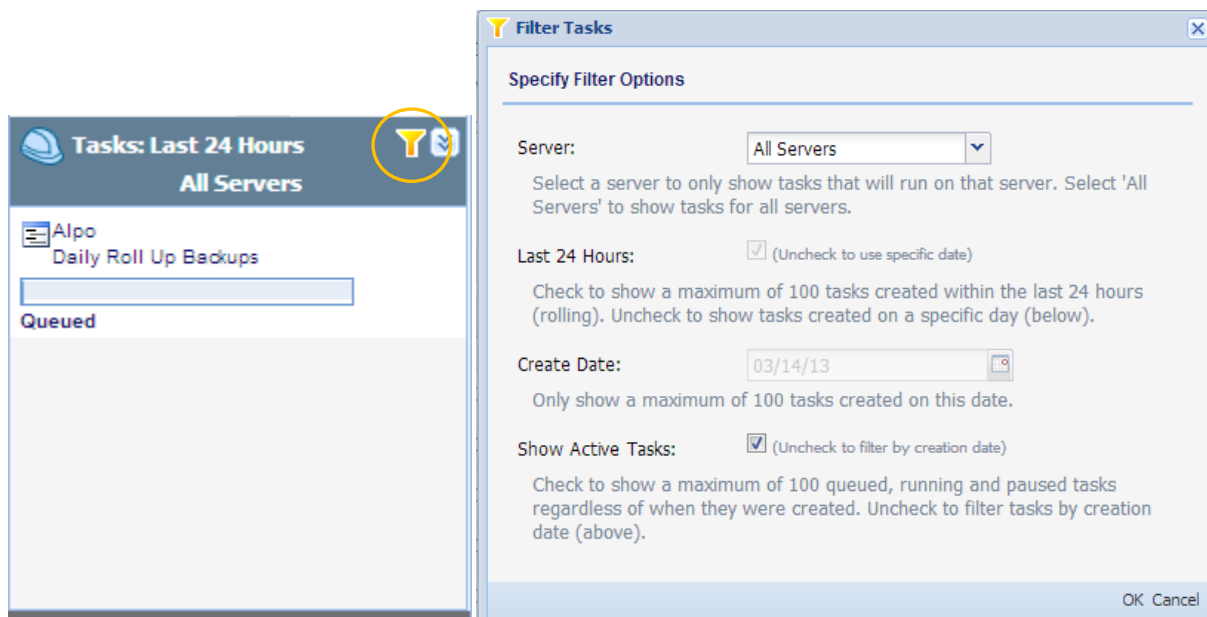 Tasks: Last 24 Hours
All Servers
Alpo
Daily Roll Up Backups
Queued
Filter Tasks
Specify Filter Options
Server:
All Servers
Select a server to only show tasks that will run on that server. Select 'All
Servers' to show tasks for all servers.
Last 24 Hours:
(Uncheck to use specific date)
Check to show a maximum of 100 tasks created within the last 24 hours
(rolling). Uncheck to show tasks created on a specific day (below).
Create Date:
03/14/13
Only show a maximum of 100 tasks created on this date.
Show Active Tasks:
(Uncheck to filter by creation date)
Check to show a maximum of 100 queued, running and paused tasks
regardless of when they were created. Uncheck to filter tasks by creation
date (above).
OK Cancel